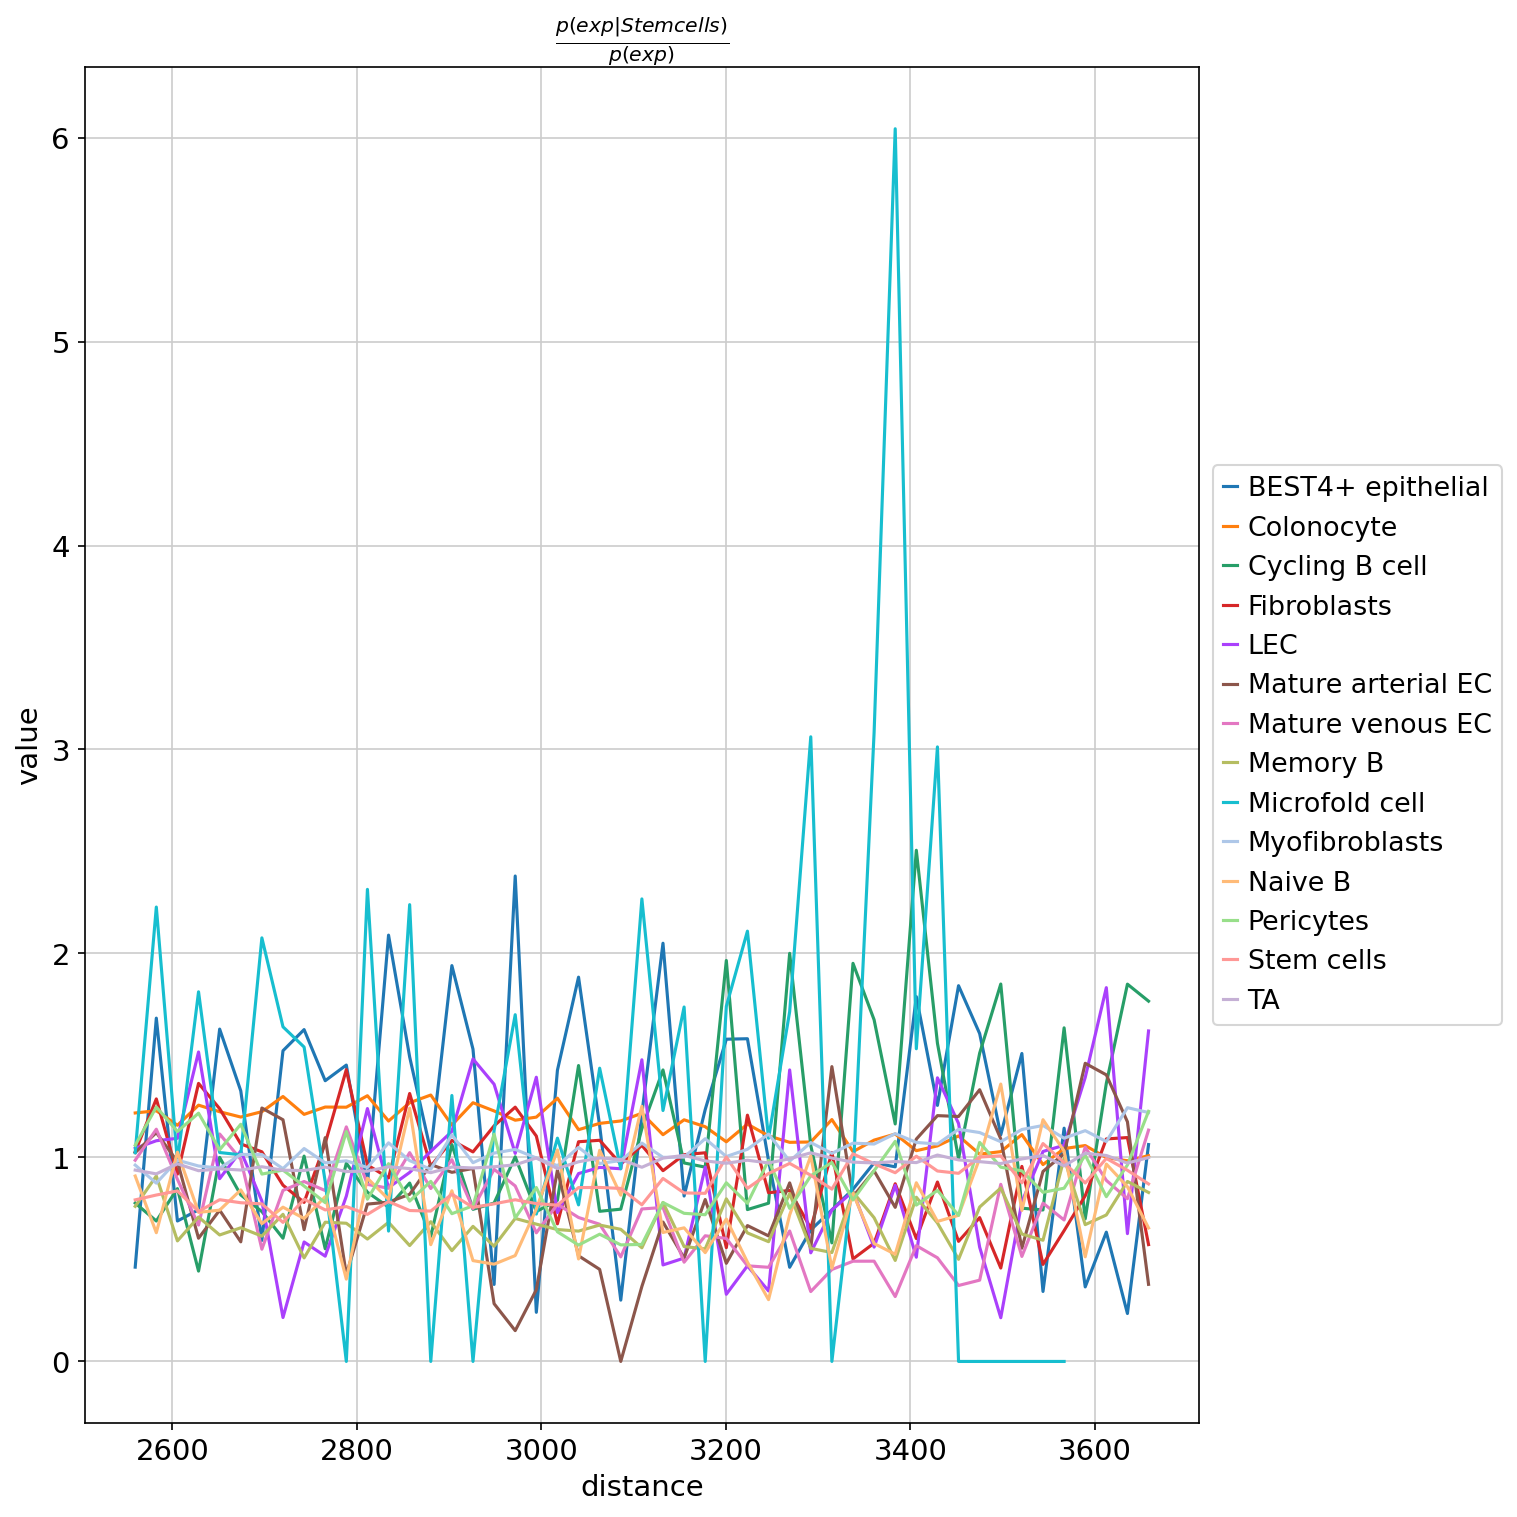 p(exp|Stemcells)
p(exp)
6
5
4
3
2
1
0
value
2600 2800 3000 3200 3400 3600
distance
BEST4+ epithelial
Colonocyte
Cycling B cell
Fibroblasts
LEC
Mature arterial EC
Mature venous EC
Memory B
Microfold cell
Myofibroblasts
Naive B
Pericytes
Stem cells
TA